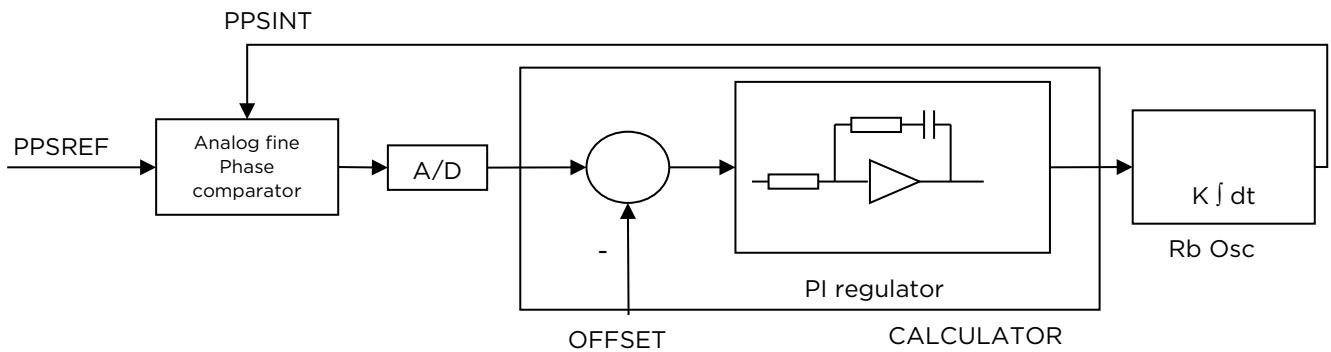 PPSINT
PPSREF
Analog fine
Phase
comparator
A/D
-
OFFSET
PI regulator
CALCULATOR
K ∫ dt
Rb Osc